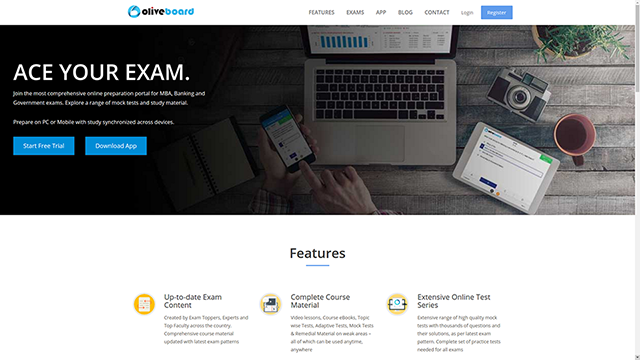 oliveboard
FEATURES EXAMS APP BLOG CONTACT Login Register
ACE YOUR EXAM.
Join the most comprehensive online preparation portal for MBA, Banking and
Government exams. Explore a range of mock tests and study material.
Prepare on PC or Mobile with study synchronized across devices.
Start Free Trial Download App
Features
Up-to-date Exam
Content
Created by Exam Toppers, Experts and
Top Faculty across the country.
Comprehensive course material
updated with latest exam patterns
Complete Course
Material
Video lessons, Course eBooks, Topic
wise Tests, Adaptive Tests, Mock Tests
& Remedial Material on weak areas –
all of which can be used anytime,
anywhere
Extensive Online Test
Series
Extensive range of high quality mock
tests with thousands of questions and
their solutions, as per latest exam
pattern. Complete set of practice tests
needed for all exams